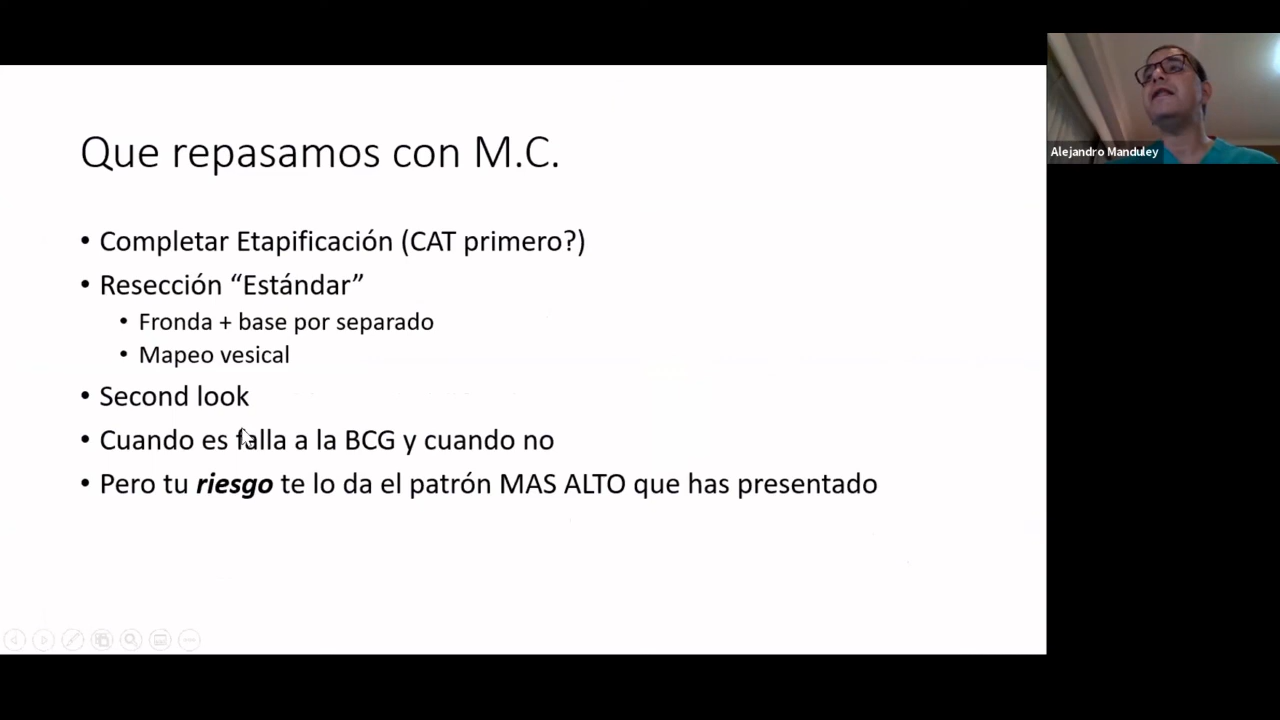 Que repasamos con M.C.
• Completar Etapificación (CAT primero?)
• Resección “Estándar”
• Fronda + base por separado
• Mapeo vesical
• Second look
• Cuando es falla a la BCG y cuando no
• Pero tu riesgo te lo da el patrón MAS ALTO que has presentado
Alejandro Manduley